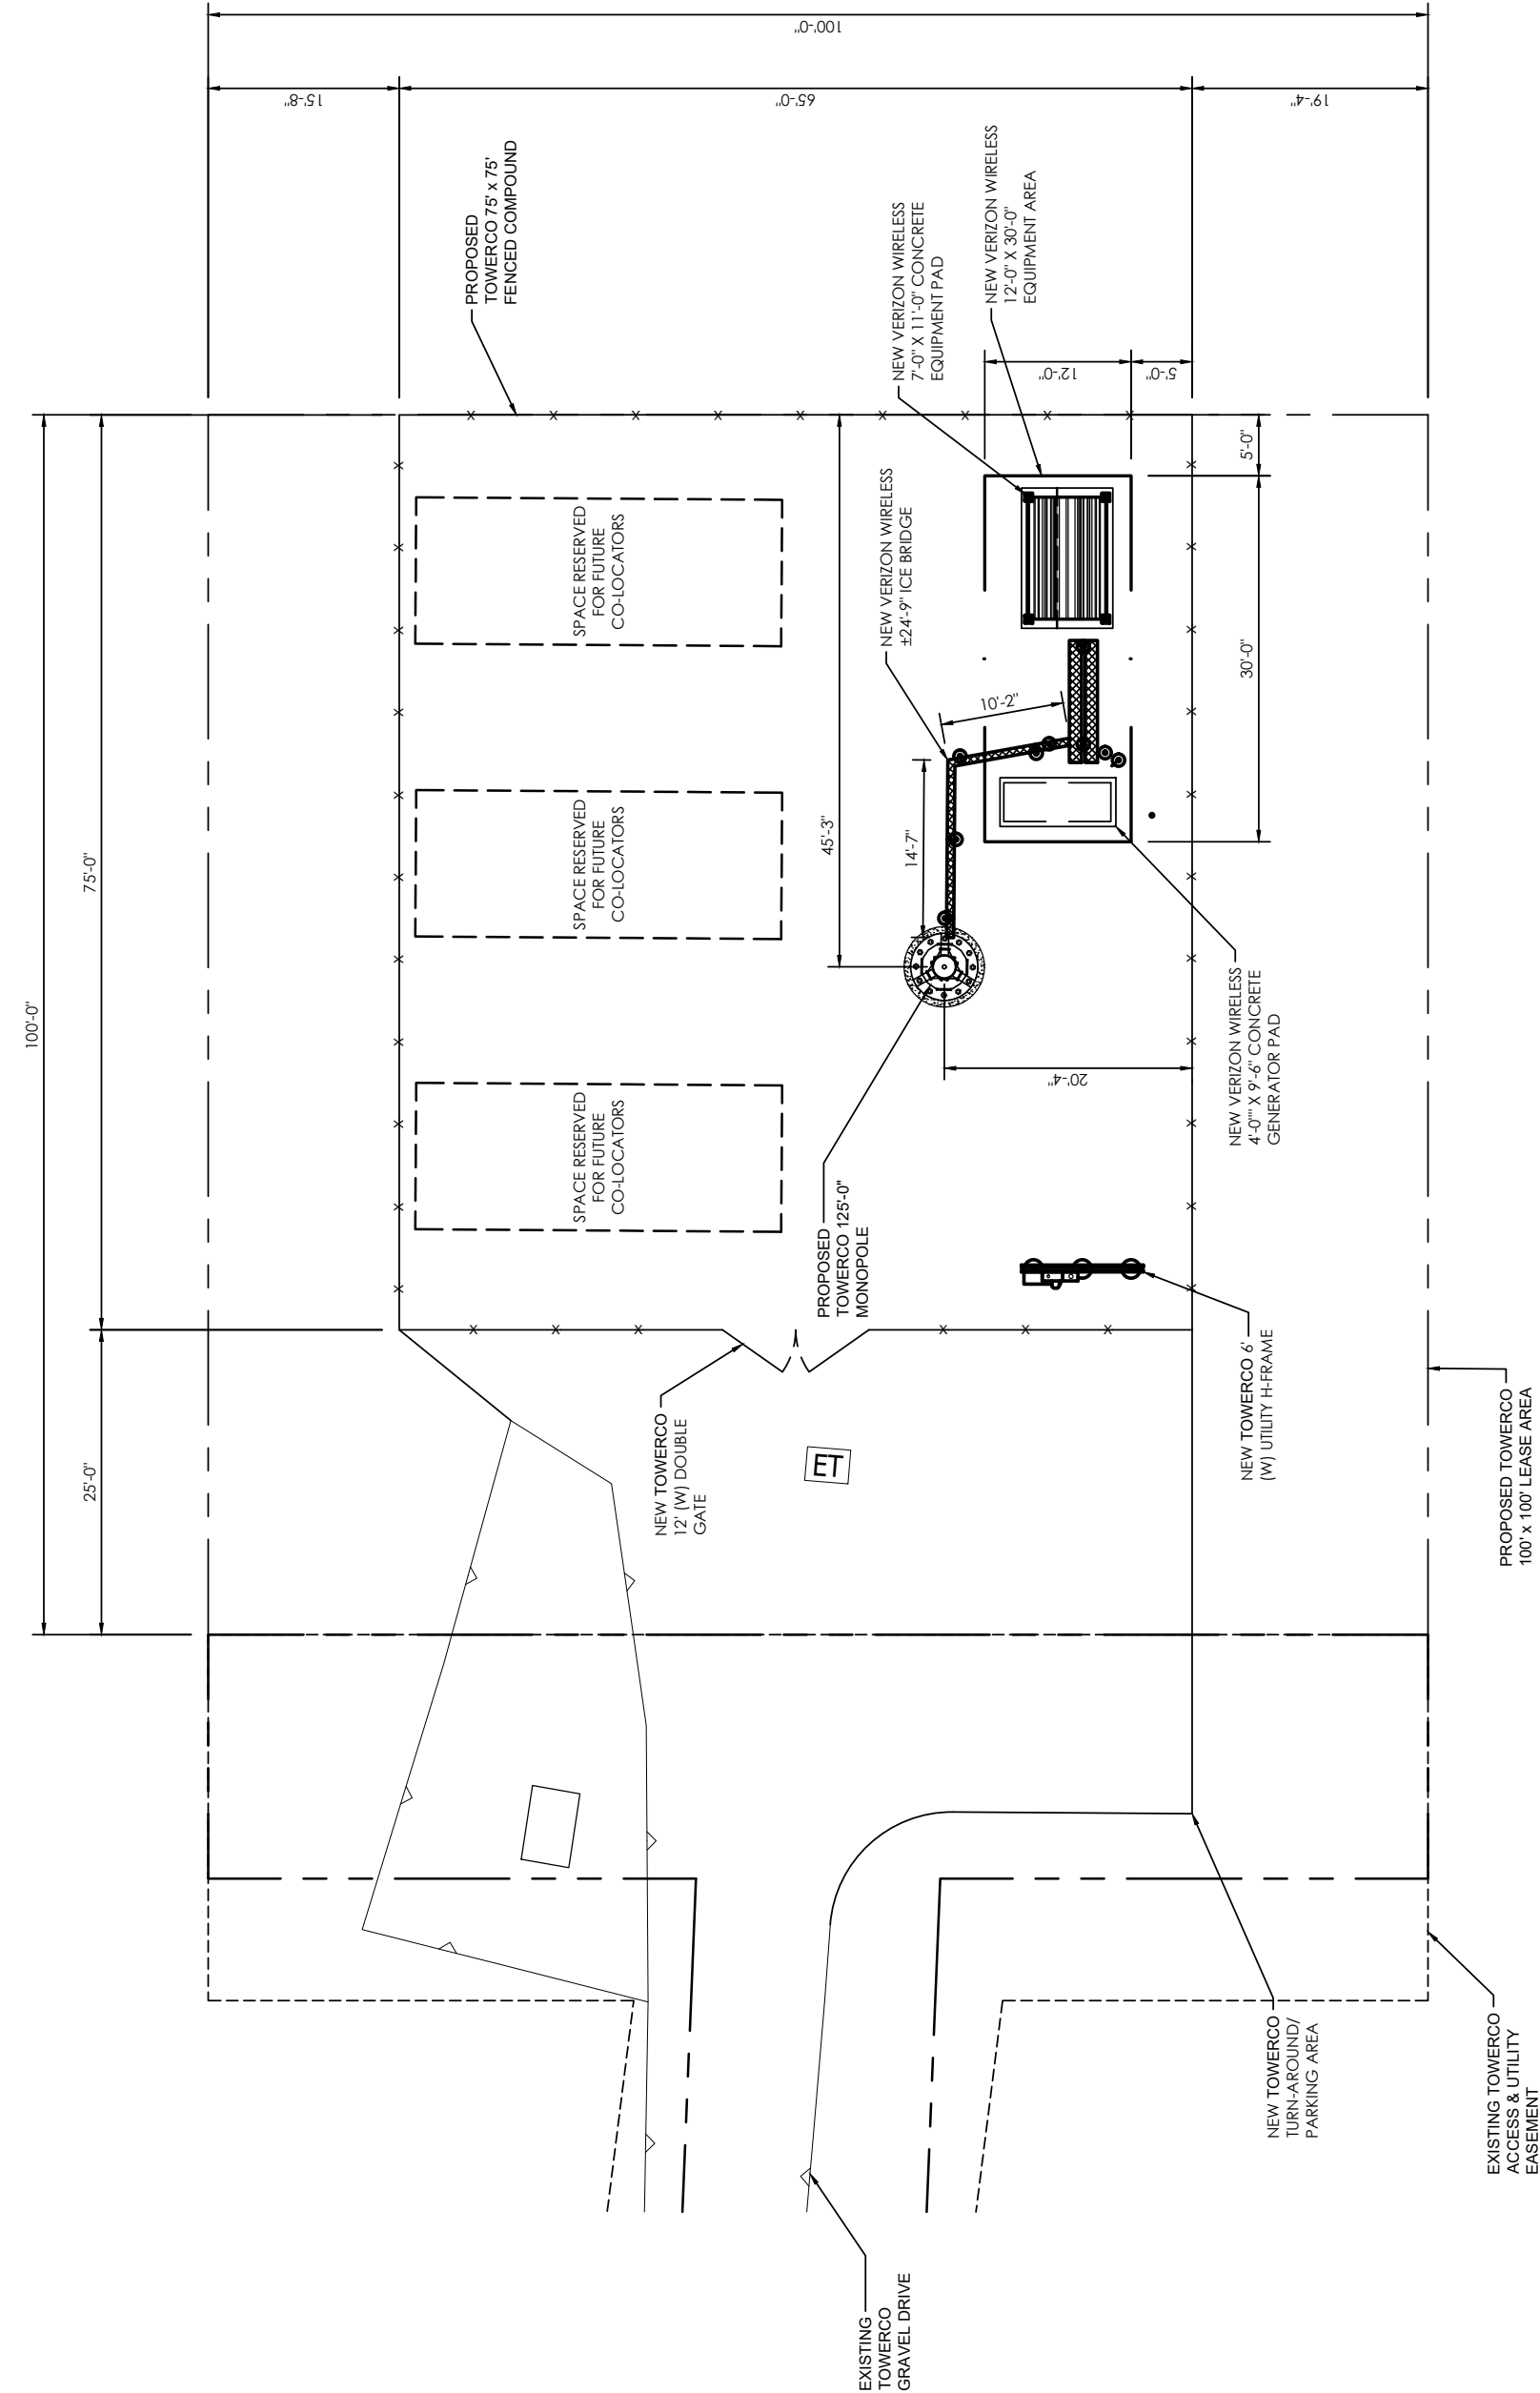 100'-0"
15'-8"
65'-0"
19'-4"
PROPOSED
TOWERCO 75' x 75'
FENCED COMPOUND
NEW VERIZON WIRELESS
12'-0" X 30'-0"
EQUIPMENT AREA
NEW VERIZON WIRELESS
7'-0" X 11'-0" CONCRETE
EQUIPMENT PAD
12'-0"
5'-0"
5'-0"
30'-0"
NEW VERIZON WIRELESS
±24'-9" ICE BRIDGE
10'-2"
14'-7"
45'-3"
SPACE RESERVED
FOR FUTURE
CO-LOCATORS
SPACE RESERVED
FOR FUTURE
CO-LOCATORS
SPACE RESERVED
FOR FUTURE
CO-LOCATORS
75'-0"
100'-0"
25'-0"
20'-4"
NEW VERIZON WIRELESS
4'-0"" X 9'-6" CONCRETE
GENERATOR PAD
PROPOSED
TOWERCO 125'-0"
MONOPOLE
NEW TOWERCO
12' (W) DOUBLE
GATE
ET
NEW TOWERCO 6'
(W) UTILITY H-FRAME
PROPOSED TOWERCO
100' x 100' LEASE AREA
NEW TOWERCO
TURN-AROUND/
PARKING AREA
EXISTING TOWERCO
ACCESS & UTILITY
EASEMENT
EXISTING
TOWERCO
GRAVEL DRIVE